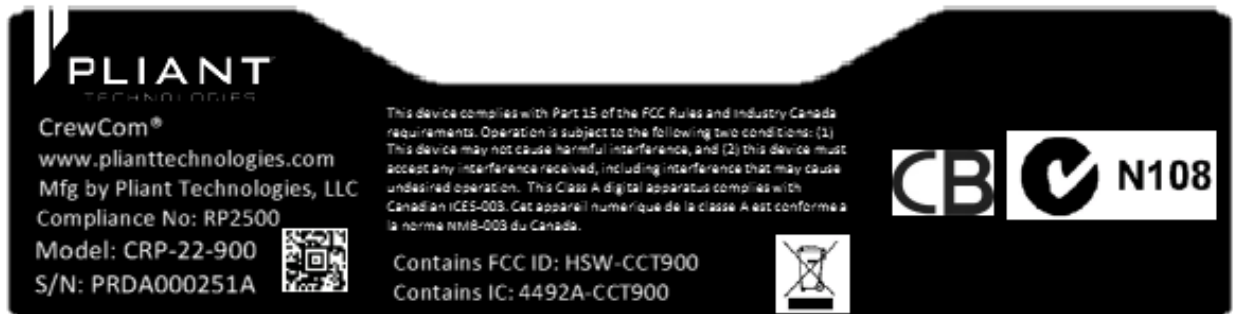 PLIANT
TECHNOLOGIES
CrewCom®
www.plianttechnologies.com
Mfg by Pliant Technologies, LLC
Compliance No: RP2500
Model: CRP-22-900
S/N: PRDA000251A
This device complies with Part 15 of the FCC Rules and Industry Canada
requirements. Operation is subject to the following two conditions: (1)
This device may not cause harmful interference, and (2) this device must
accept any interference received, including interference that may cause
undesired operation. This Class A digital apparatus complies with
Canadian ICES-003. Cet appareil numerique de la classe A est conforme a
la norme NMB-003 du Canada.
Contains FCC ID: HSW-CCT900
Contains IC: 4492A-CCT900
CB
N108